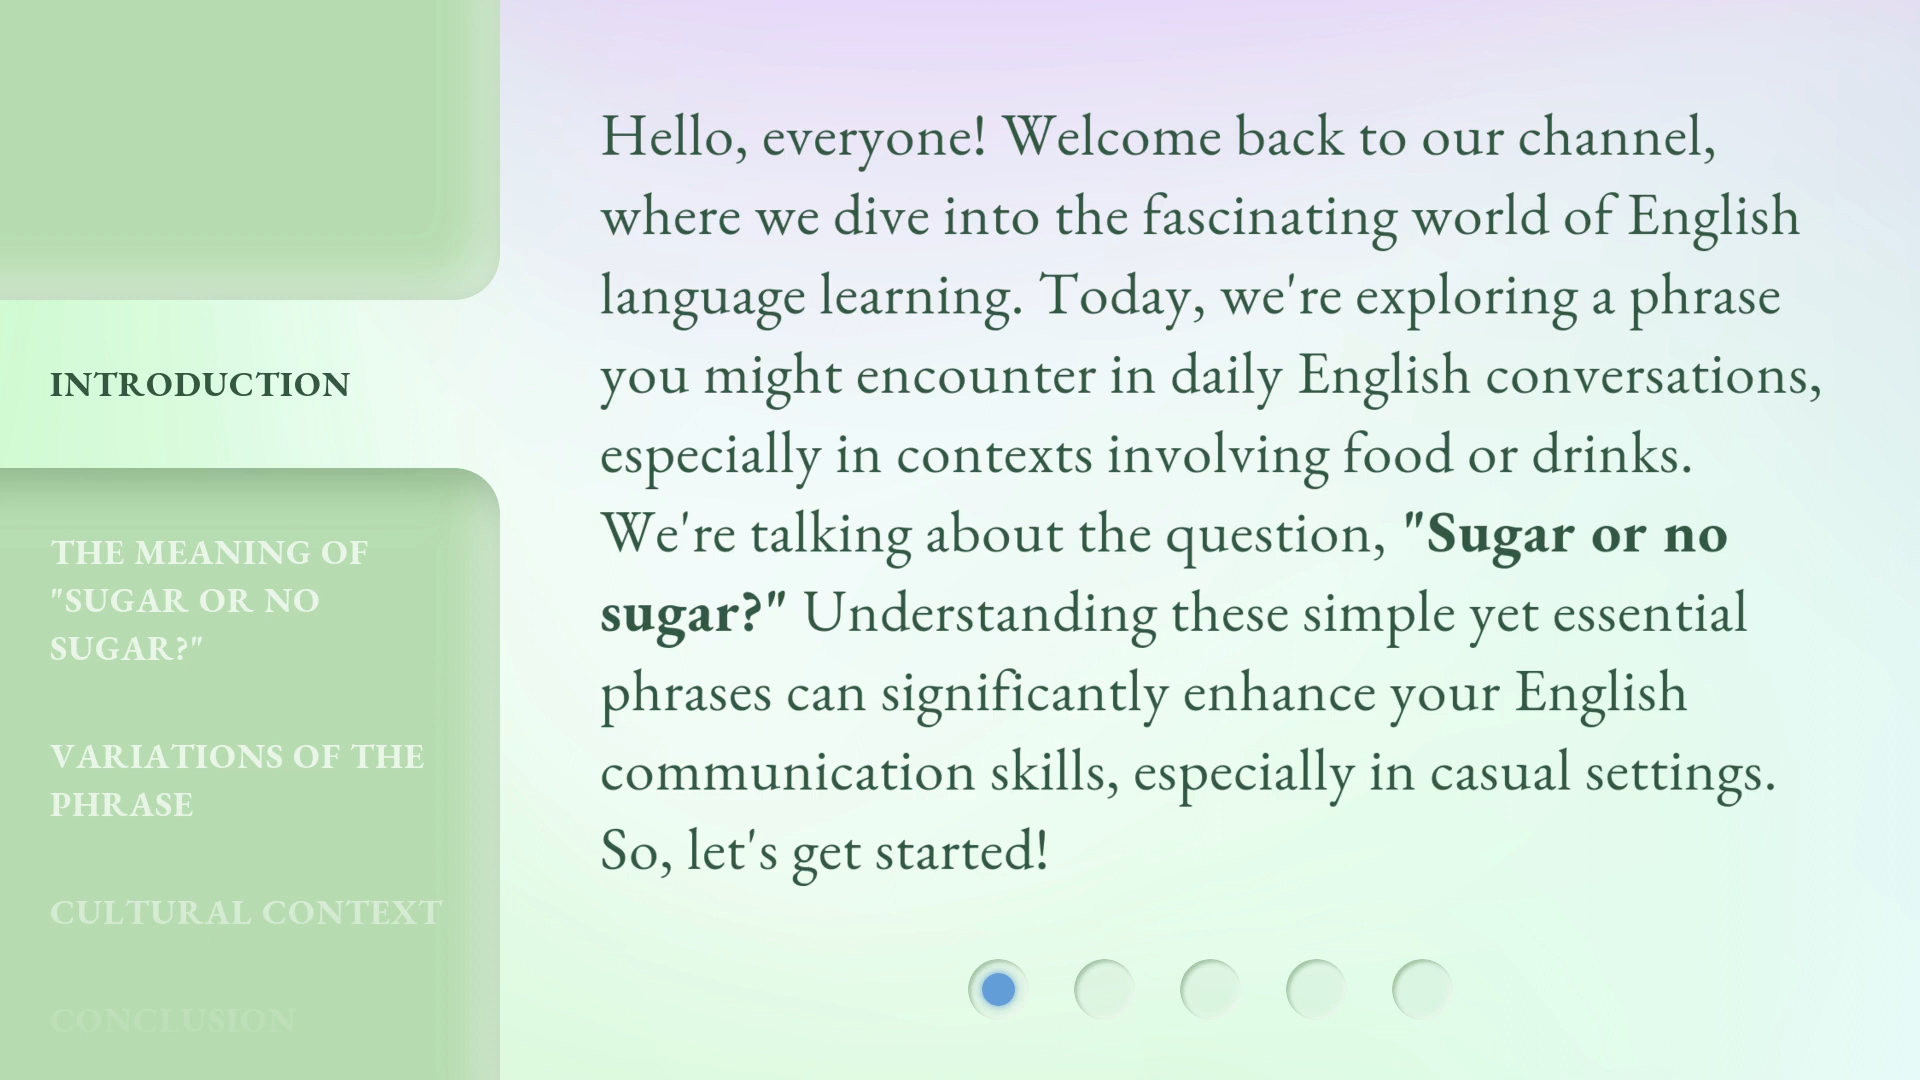 INTRODUCTION
THE MEANING OF
"SUGAR OR NO
SUGAR?"
VARIATIONS OF THE
PHRASE
CULTURAL CONTEXT
CONCLUSION
Hello, everyone! Welcome back to our channel,
where we dive into the fascinating world of English
language learning. Today, we're exploring a phrase
you might encounter in daily English conversations,
especially in contexts involving food or drinks.
We're talking about the question, "Sugar or no
sugar?" Understanding these simple yet essential
phrases can significantly enhance your English
communication skills, especially in casual settings.
So, let's get started!